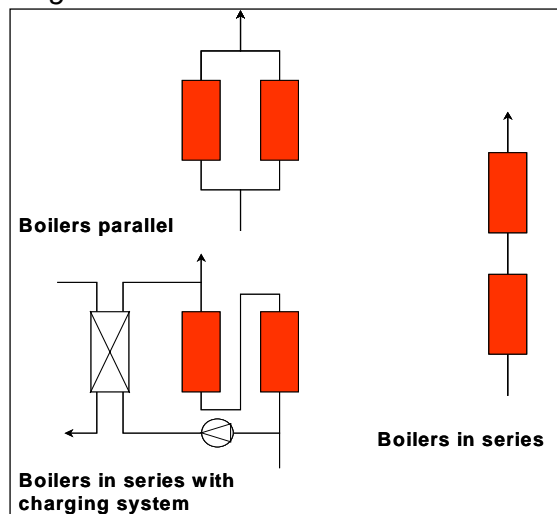 Boilers parallel
Boilers in series
Boilers in series with
charging system